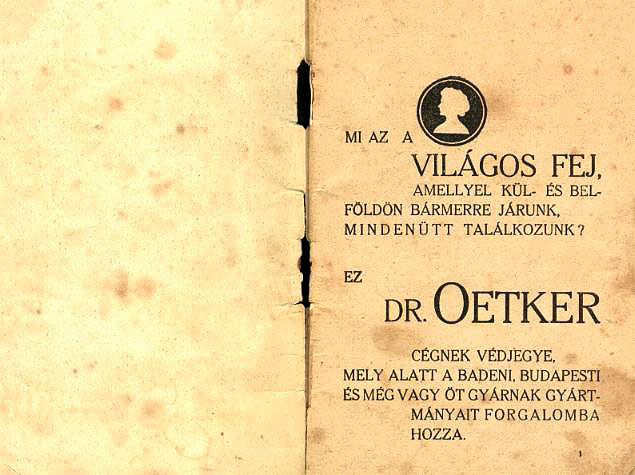 MI AZ A
VILÁGOS FEJ,
AMELLYEL KÜL- ÉS BEL-
FÖLDÖN BÁRMERRE JÁRUNK,
MINDENÜTT TALÁLKOZUNK?
EZ
DR. OETKER
CÉGNEK VÉDJEGYE,
MELY ALATT A BADENI, BUDAPESTI
ÉS MÉG VAGY ÖT GYÁRNAK GYÁRT-
MÁNYAIT FORGALOMBA
HOZZA.
1